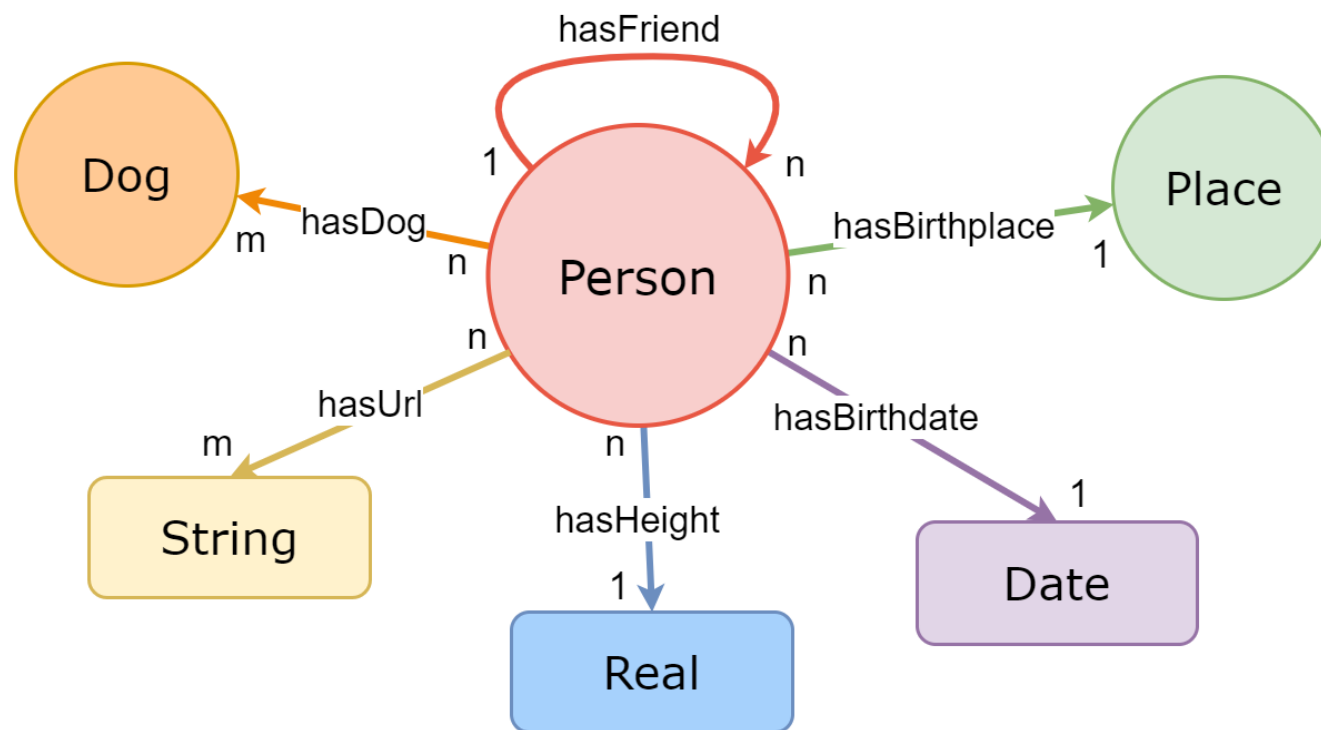 hasFriend
Dog
1
n
Place
hasDog
m
n
Person
hasBirthplace
n
1
n
hasUrl
m
n
hasBirthdate
1
n
hasHeight
1
String
Date
Real